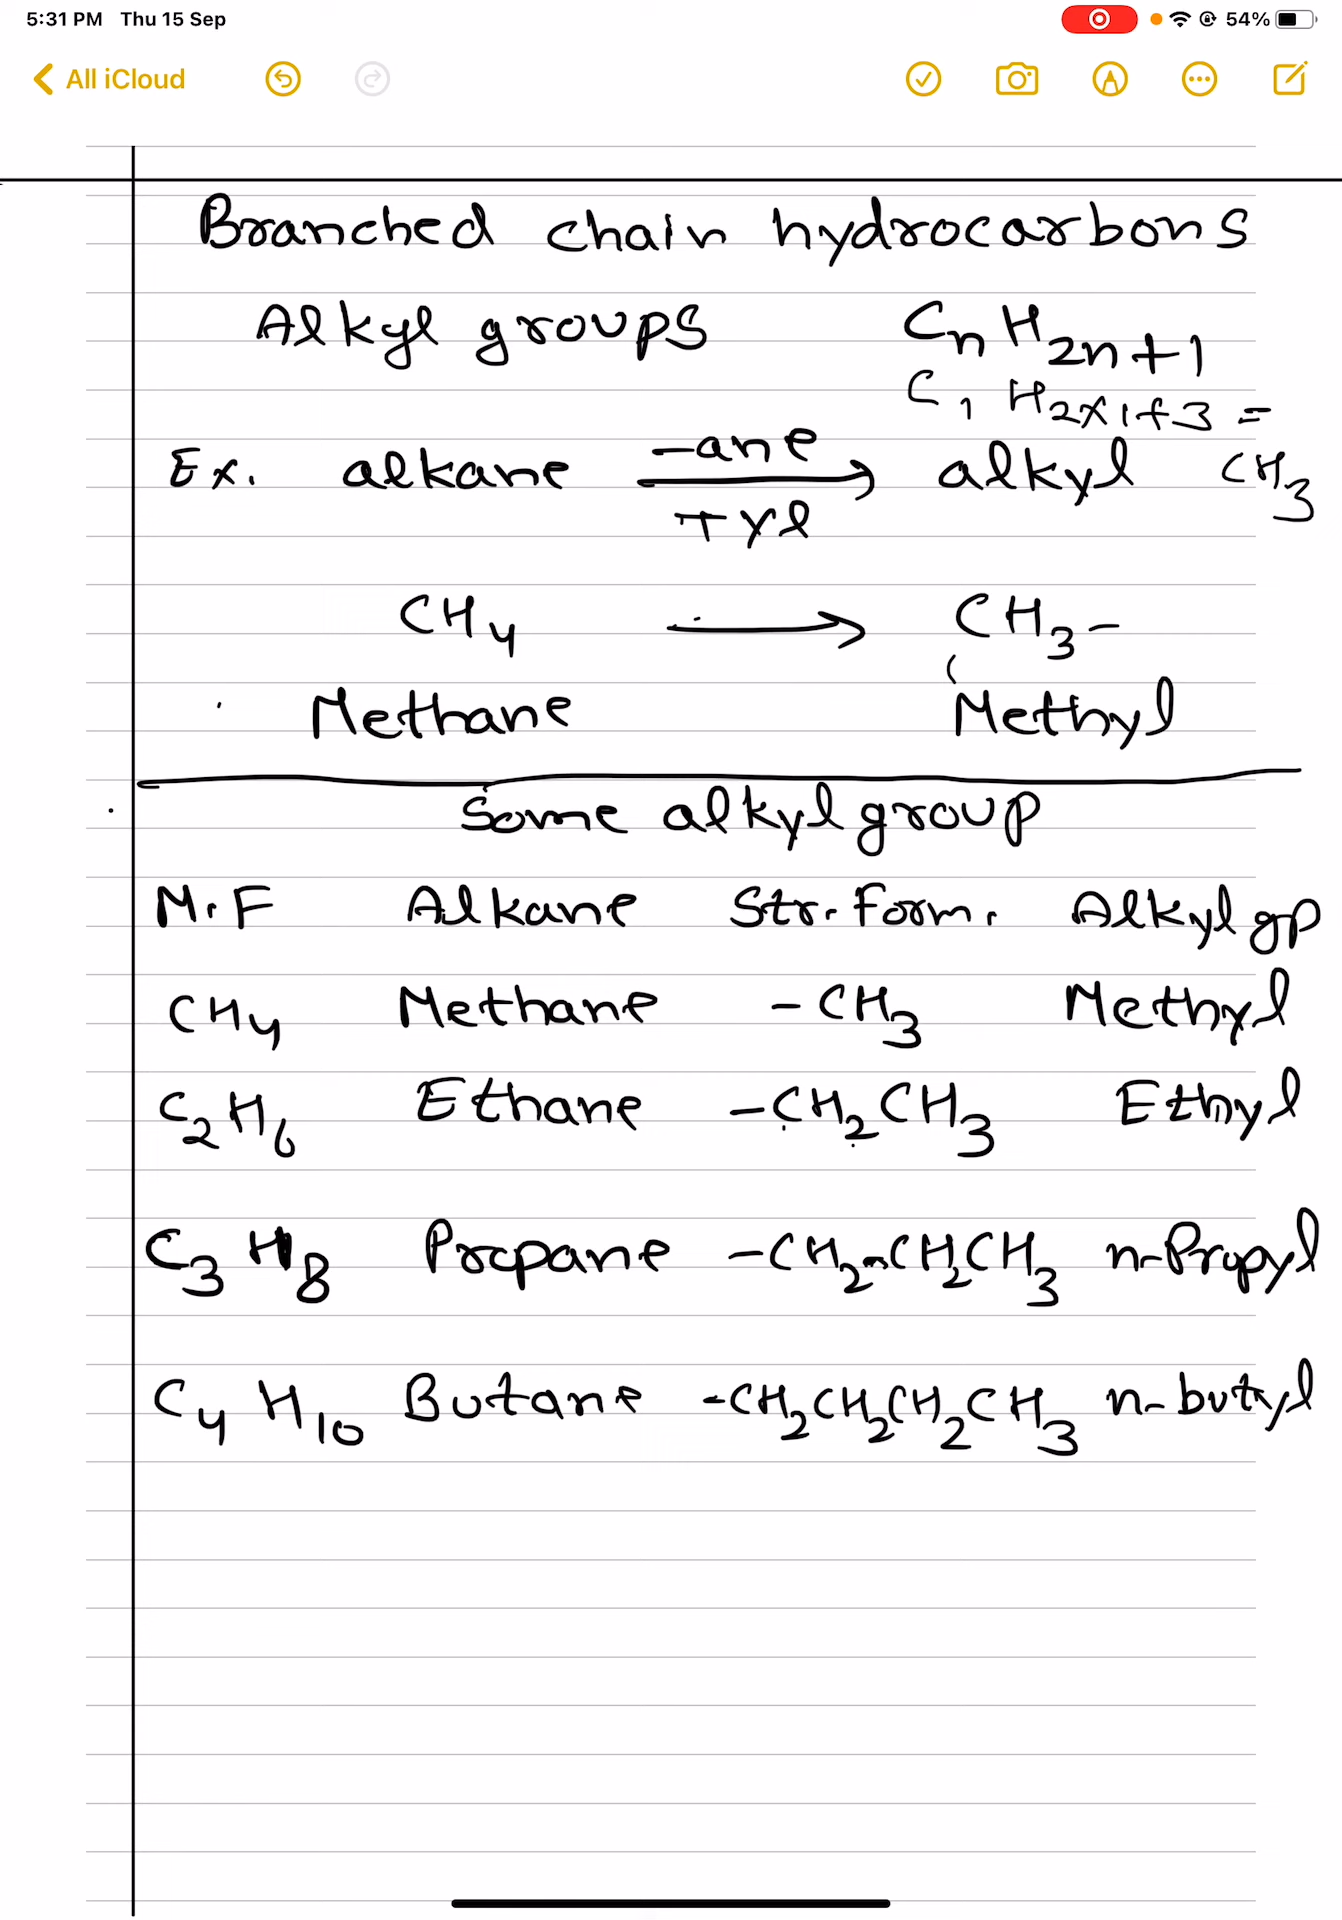 5:31 PM Thu 15 Sep 54%
All iCloud
Branched chain hydrocarbons
Alkyl groups CnH2n+1
C1 H2x1+3 =
Ex. alkane -ane alkyl CH3
+yl
CH4 → CH3-
Methane Methyl
Some alkyl group
M.F Alkane Str. Form. Alkyl gp
CH4 Methane -CH3 Methyl
C2H6 Ethane -CH2CH3 Ethyl
C3H8 Propane -CH2-CH2CH3 n-Propyl
C4H10 Butane -CH2CH2CH2CH3 n-butyl